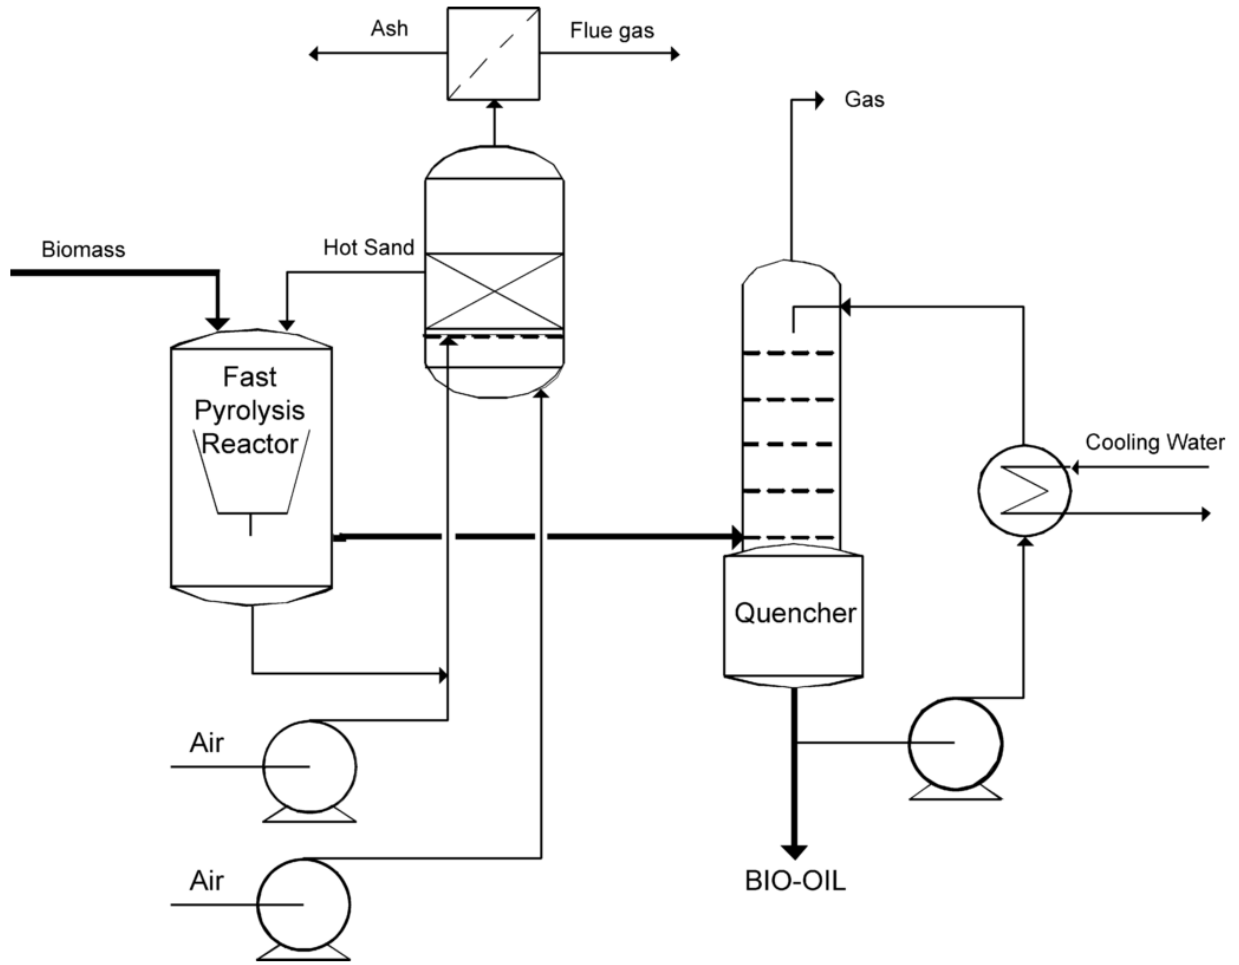 Ash
Flue gas
Gas
Biomass
Hot Sand
Fast
Pyrolysis
Reactor
Cooling Water
Quencher
Air
Air
BIO-OIL